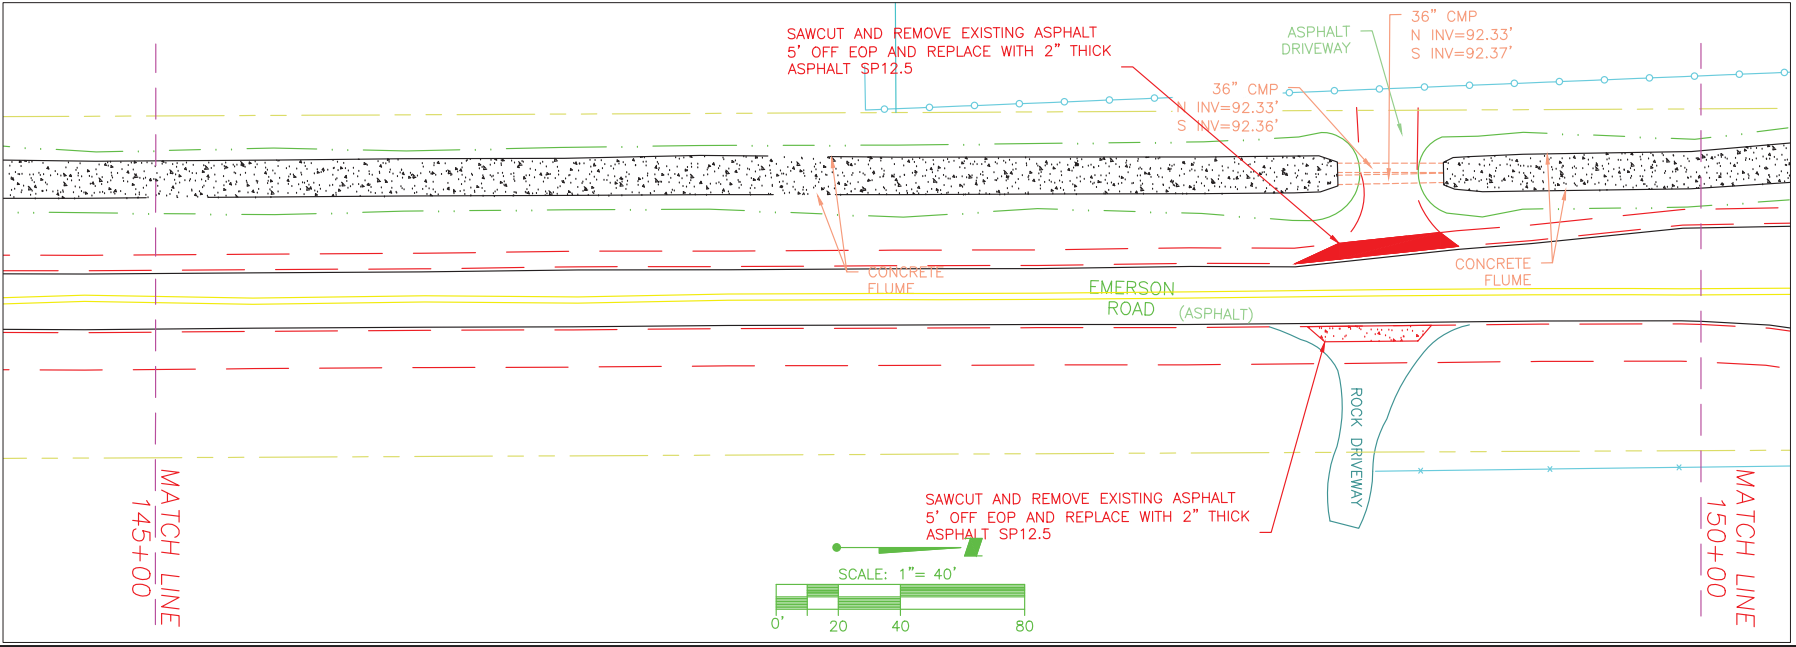 SAWCUT AND REMOVE EXISTING ASPHALT
5' OFF EOP AND REPLACE WITH 2" THICK
ASPHALT SP12.5
ASPHALT
DRIVEWAY
36" CMP
N INV=92.33'
S INV=92.37'
36" CMP
N INV=92.33'
S INV=92.36'
CONCRETE
FLUME
CONCRETE
FLUME
EMERSON
ROAD
(ASPHALT)
ROCK DRIVEWAY
MATCH LINE
145+00
MATCH LINE
150+00
SAWCUT AND REMOVE EXISTING ASPHALT
5' OFF EOP AND REPLACE WITH 2" THICK
ASPHALT SP12.5
SCALE: 1"= 40'
0' 20 40 80